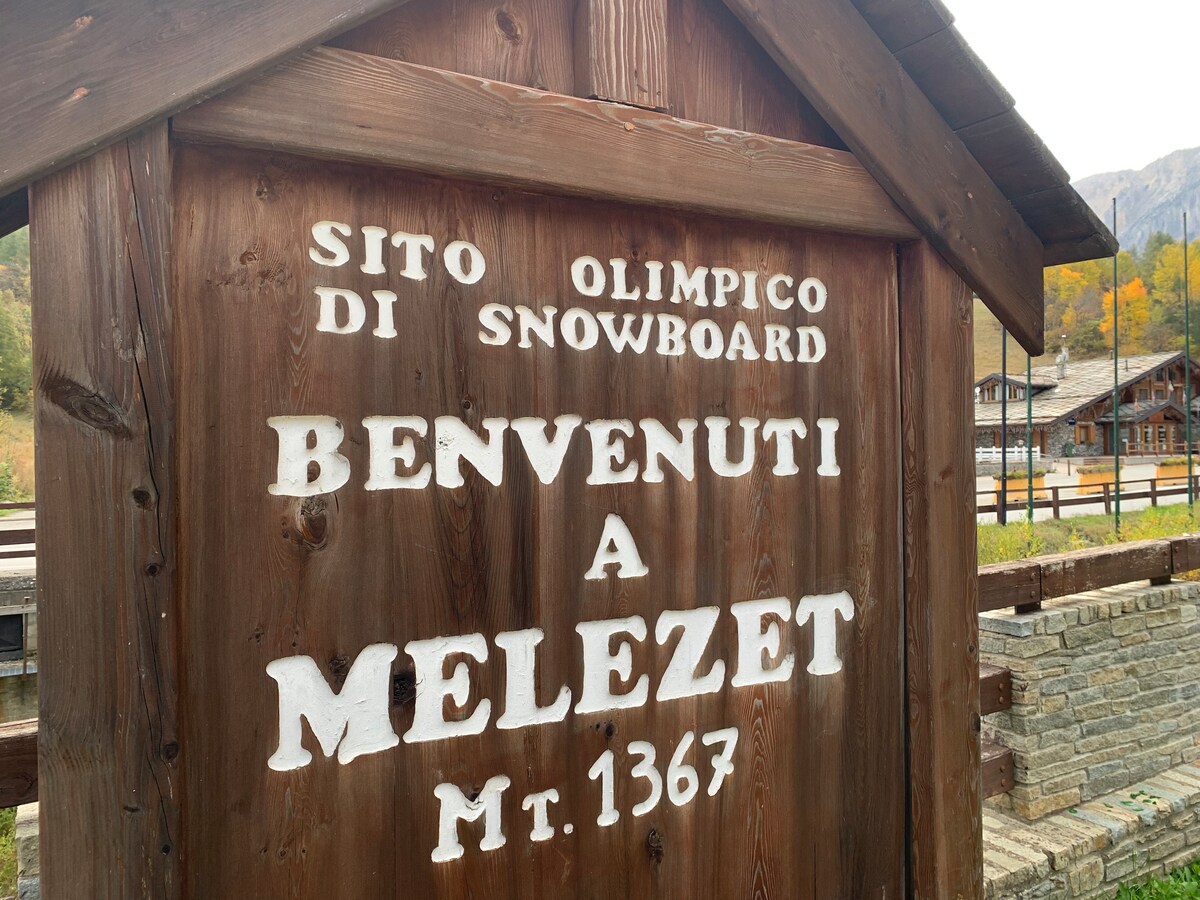 SITO OLIMPICO
DI SNOWBOARD
BENVENUTI
A
MELEZET
MT. 1367